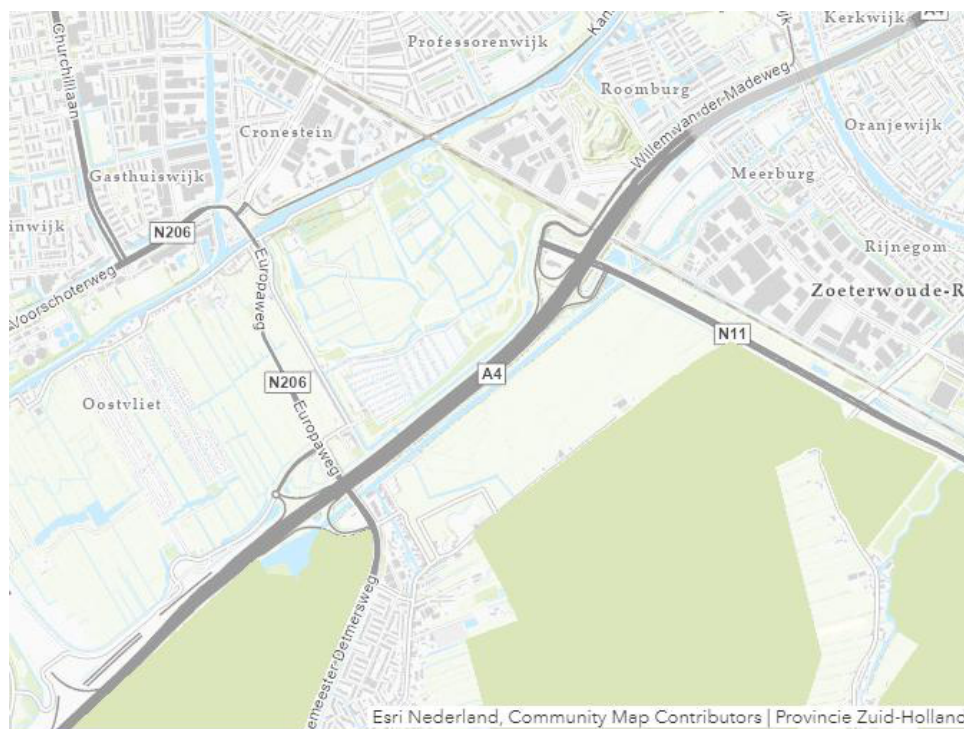 Churchilllaan
Professorenwijk
Kan
Kerkwijk
A4
Roomburg
Willem van der Madeweg
Cronestein
Oranjewijk
Gasthuiswijk
Meerburg
inwijk
N206
Rijnegom
Voorschoterweg
Europaweg
Zoeterwoude-R
N11
A4
N206
Oostvliet
Europaweg
emeester-Detmersweg
Esri Nederland, Community Map Contributors | Provincie Zuid-Holland